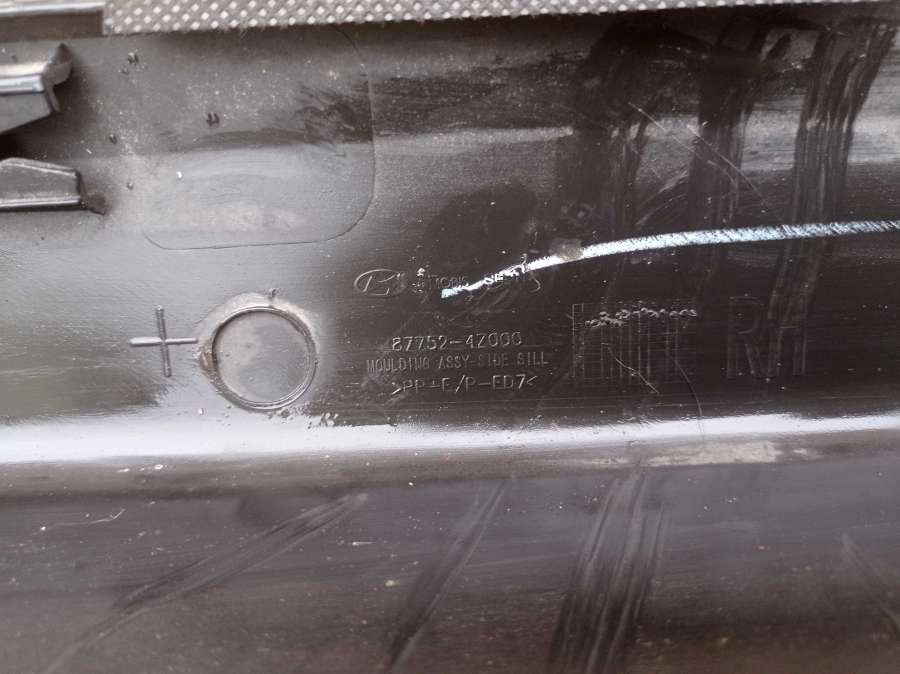 87752-4Z000
MOULDING ASSY-SIDE SILL
>PP+E/P-ED7<
RH